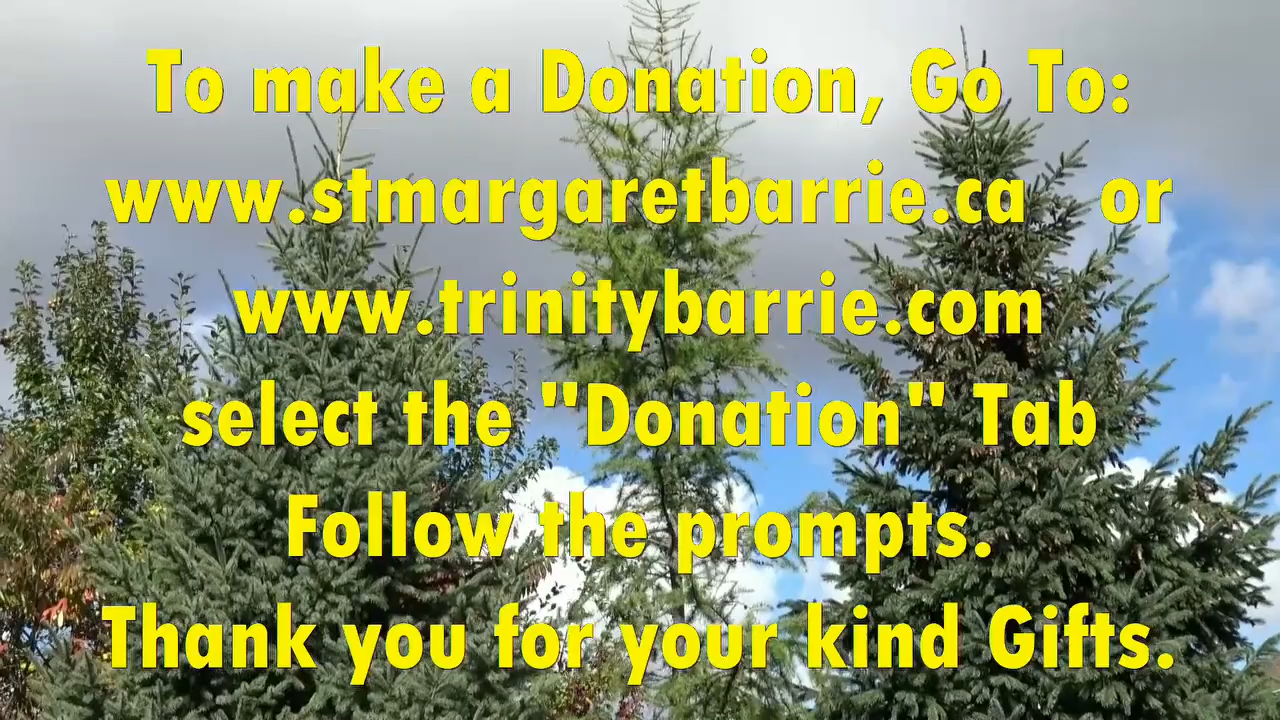 To make a Donation, Go To:
www.stmargaretbarrie.ca or
www.trinitybarrie.com
select the "Donation" Tab
Follow the prompts.
Thank you for your kind Gifts.